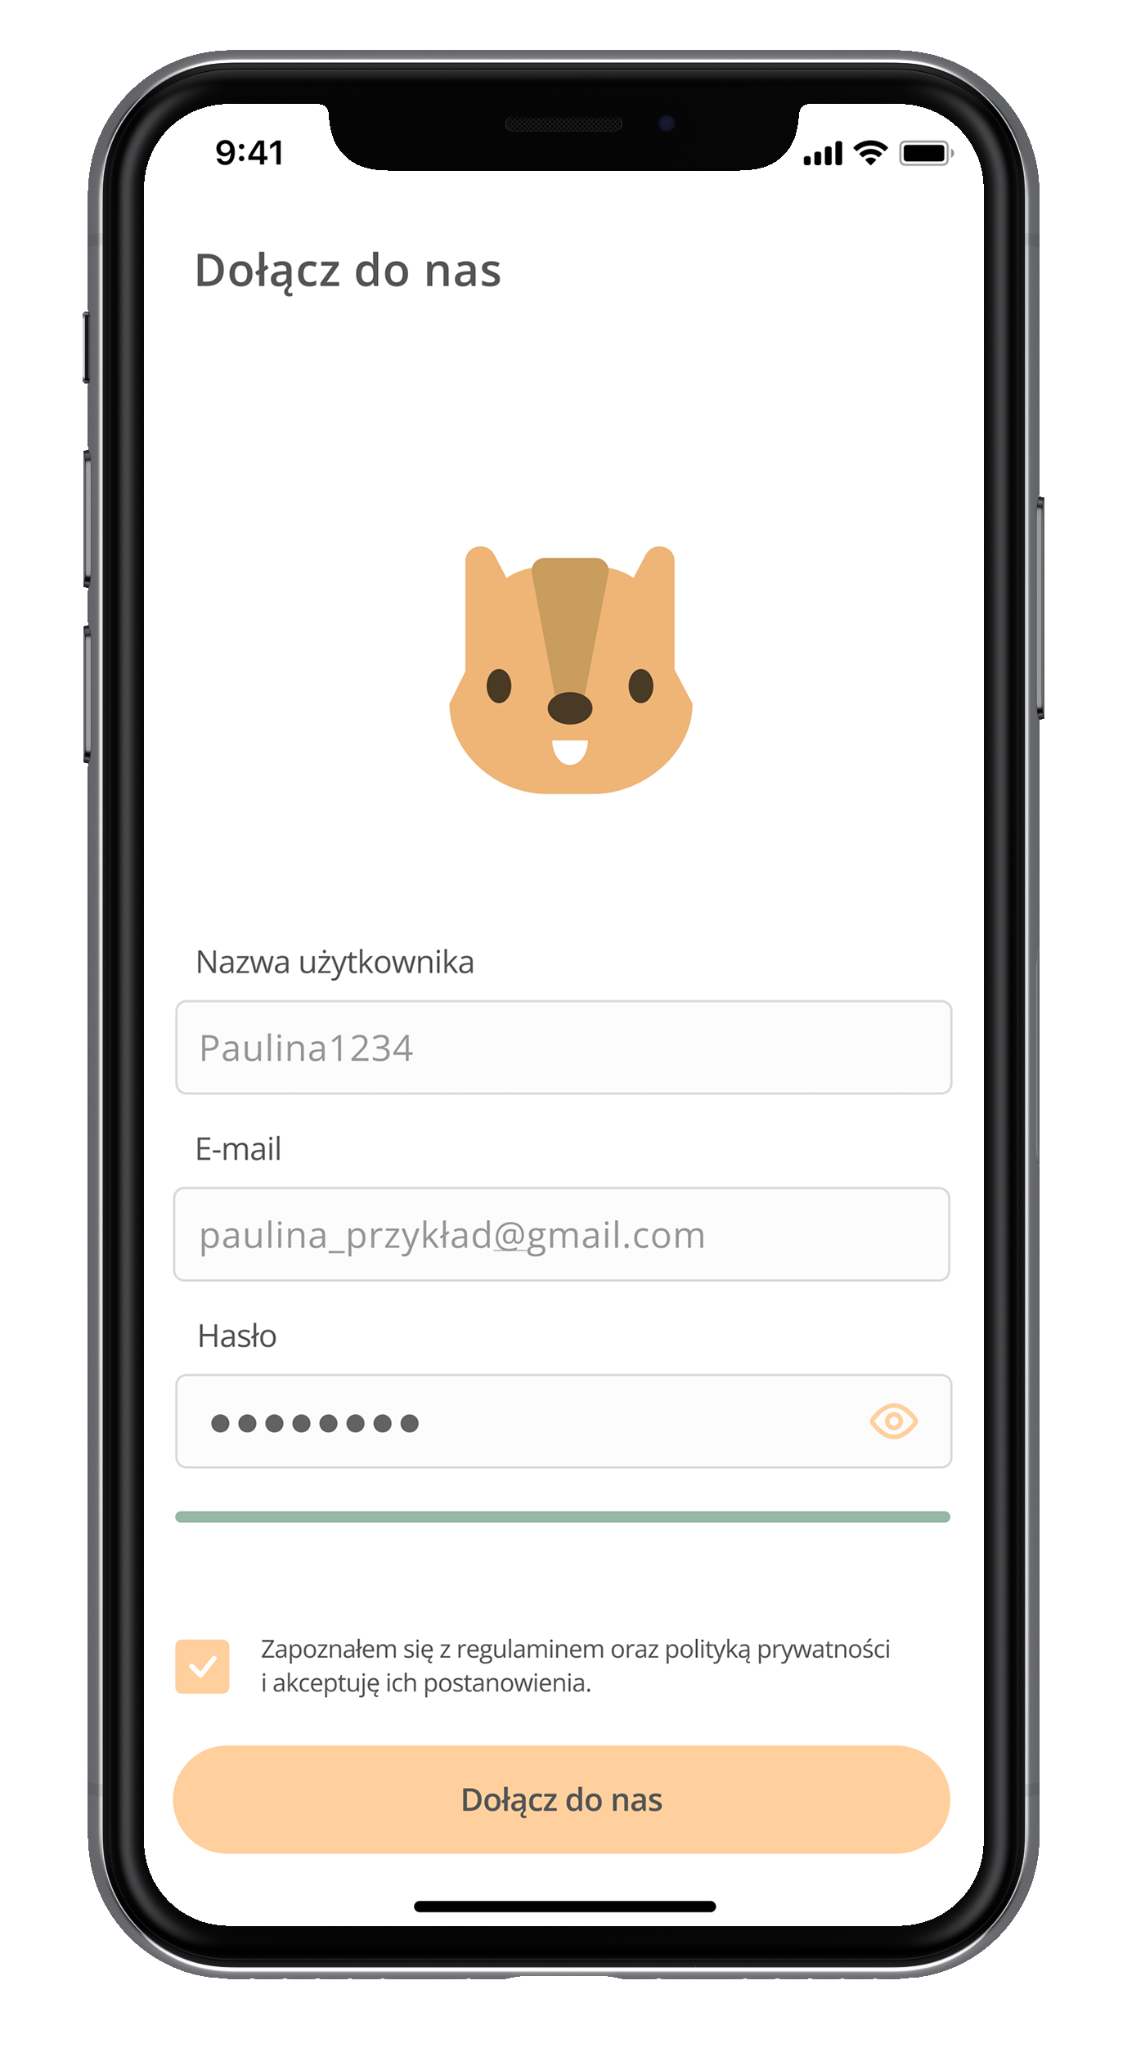 9:41
Dołącz do nas
Nazwa użytkownika
Paulina1234
E-mail
paulina_przykład@gmail.com
Hasło
●●●●●●●●
Zapoznałem się z regulaminem oraz polityką prywatności
i akceptuję ich postanowienia.
Dołącz do nas